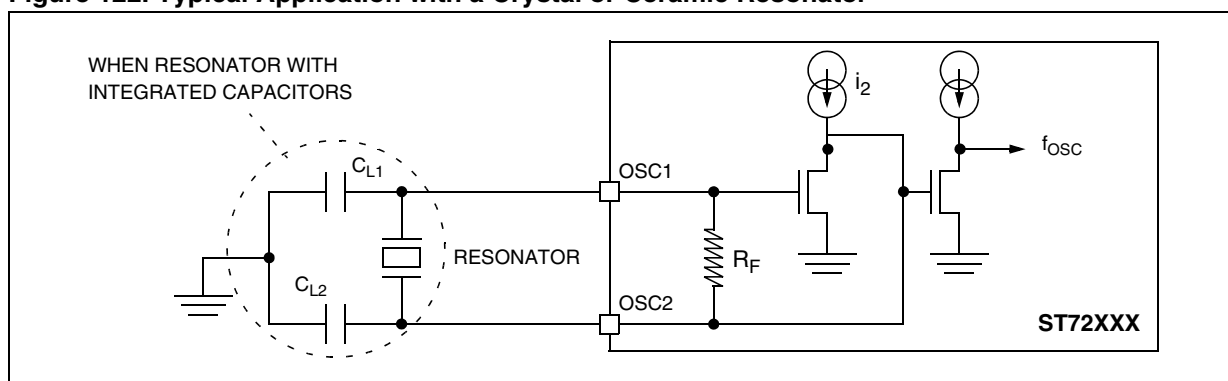 Figure 122. Typical Application with a Crystal or Ceramic Resonator
WHEN RESONATOR WITH
INTEGRATED CAPACITORS
CL1
CL2
RESONATOR
OSC1
OSC2
RF
i2
fOSC
ST72XXX